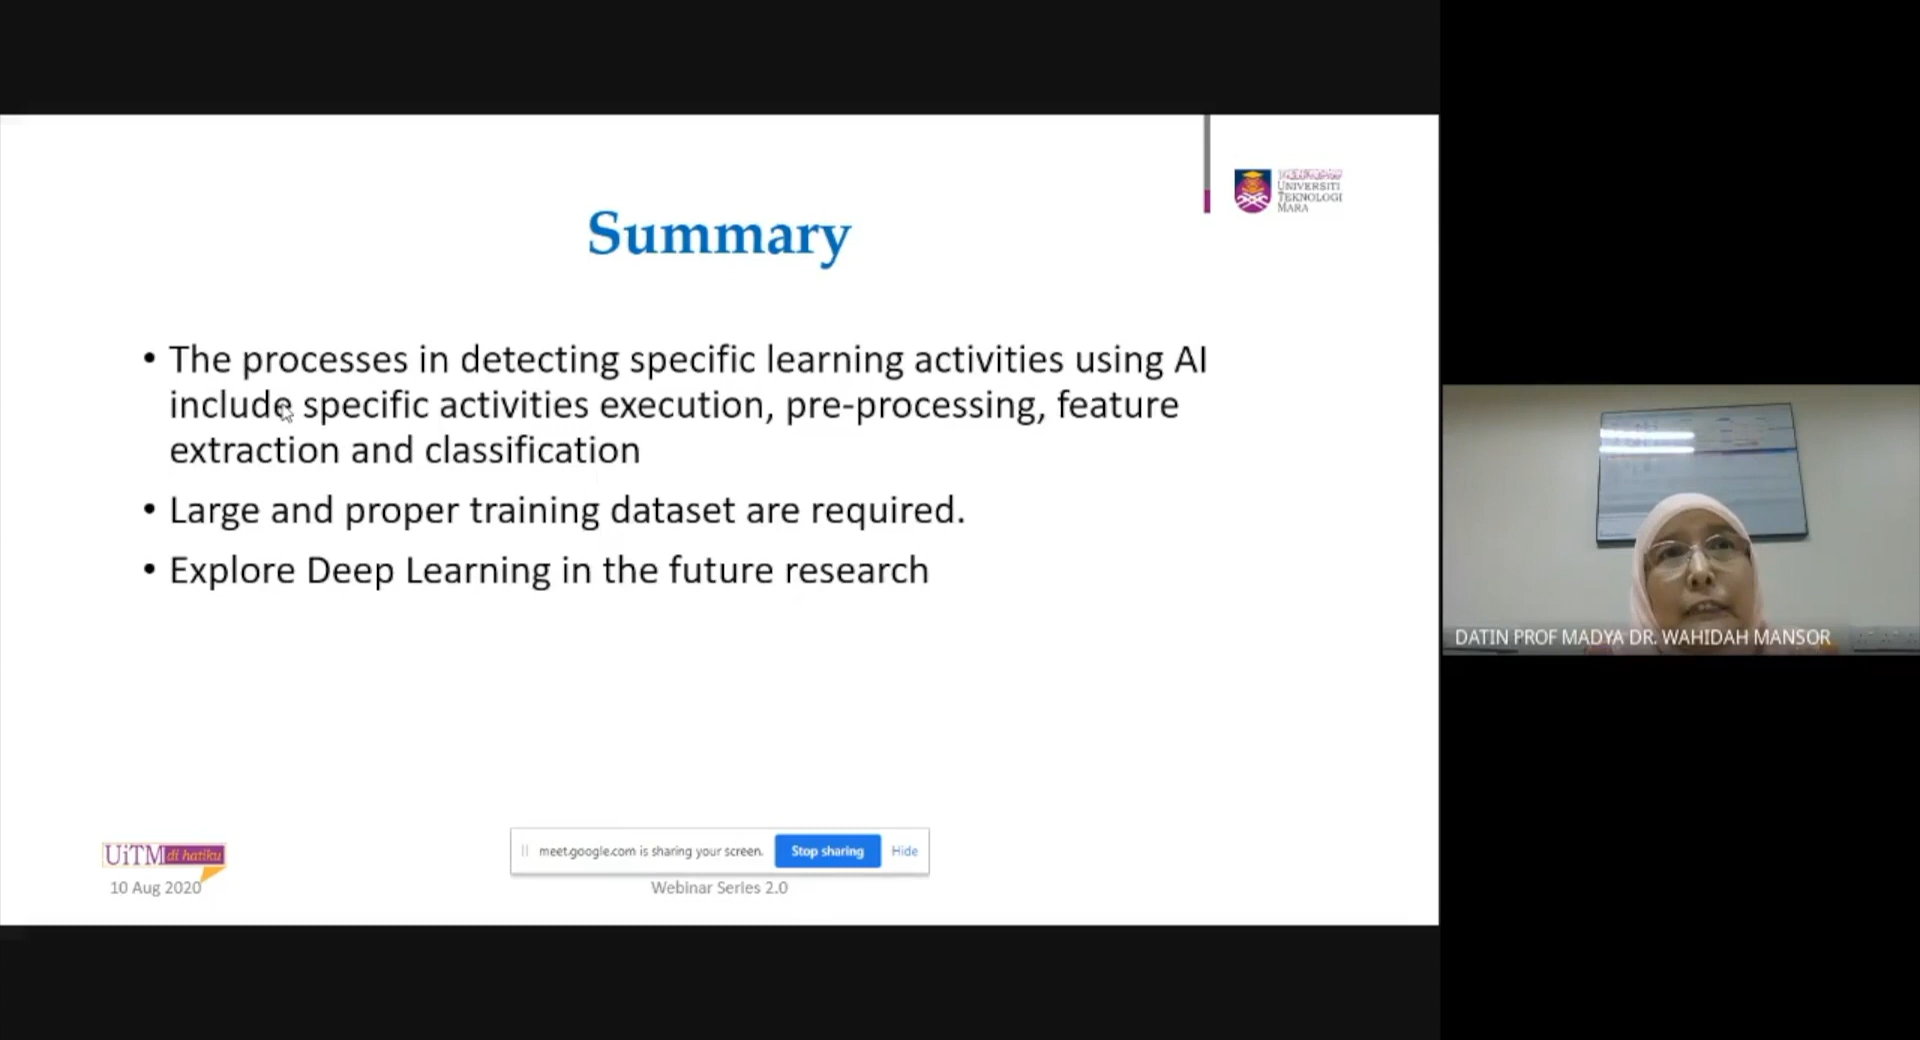 UNIVERSITI
TEKNOLOGI
MARA
Summary
• The processes in detecting specific learning activities using AI
include specific activities execution, pre-processing, feature
extraction and classification
• Large and proper training dataset are required.
• Explore Deep Learning in the future research
DATIN PROF MADYA DR. WAHIDAH MANSOR
UiTM di hatiku
meet.google.com is sharing your screen. Stop sharing Hide
10 Aug 2020
Webinar Series 2.0